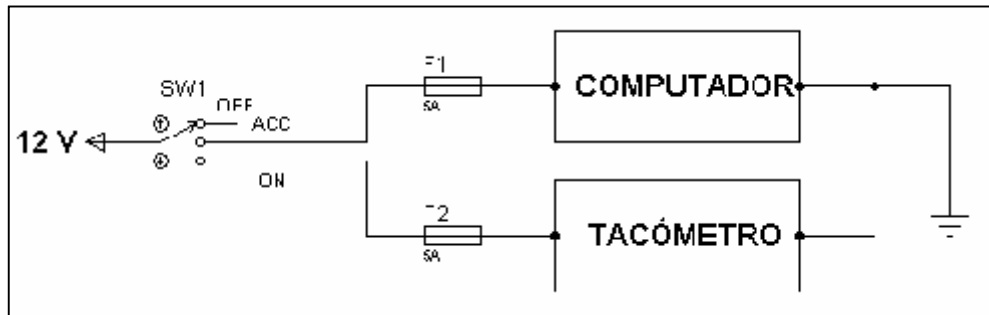 F1
COMPUTADOR
SW1
OFF
5A
ACC
12 V
ON
F2
TACÓMETRO
5A